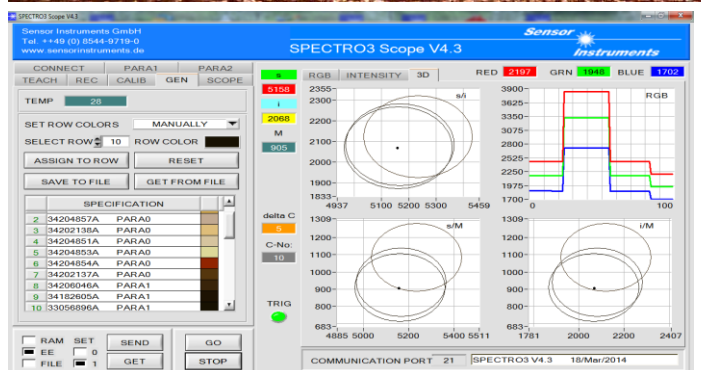 SPECTRO3 Scope V4.3
Sensor Instruments GmbH
Tel. ++49 (0) 8544-9719-0
www.sensorinstruments.de
SPECTRO3 Scope V4.3
Sensor
Instruments
CONNECT PARA1 PARA2
TEACH REC CALIB GEN SCOPE
TEMP 28
SET ROW COLORS MANUALLY
SELECT ROW 10 ROW COLOR
ASSIGN TO ROW RESET
SAVE TO FILE GET FROM FILE
SPECIFICATION
2 34204857A PARA0
3 34202138A PARA0
4 34204851A PARA0
5 34204853A PARA0
6 34204854A PARA0
7 34202137A PARA0
8 34206046A PARA1
9 34182605A PARA1
10 33056896A PARA1
RAM SET SEND GO
EE 0
FILE 1 GET STOP
s
5158
i
2068
M
905
delta C
5
C-No:
10
TRIG
RGB INTENSITY 3D RED 2197 GRN 1948 BLUE 1702
2355
2300
2200
2100
2000
1900
1833
4937 5100 5200 5300 5459
s/i
3900
3625
3350
3075
2800
2525
2250
1975
1700
0 100
RGB
1309
1200
1100
1000
900
800
683
4885 5000 5200 5400 5511
s/M
1309
1200
1100
1000
900
800
683
1781 2000 2200 2407
i/M
COMMUNICATION PORT 21 SPECTRO3 V4.3 18/Mar/2014